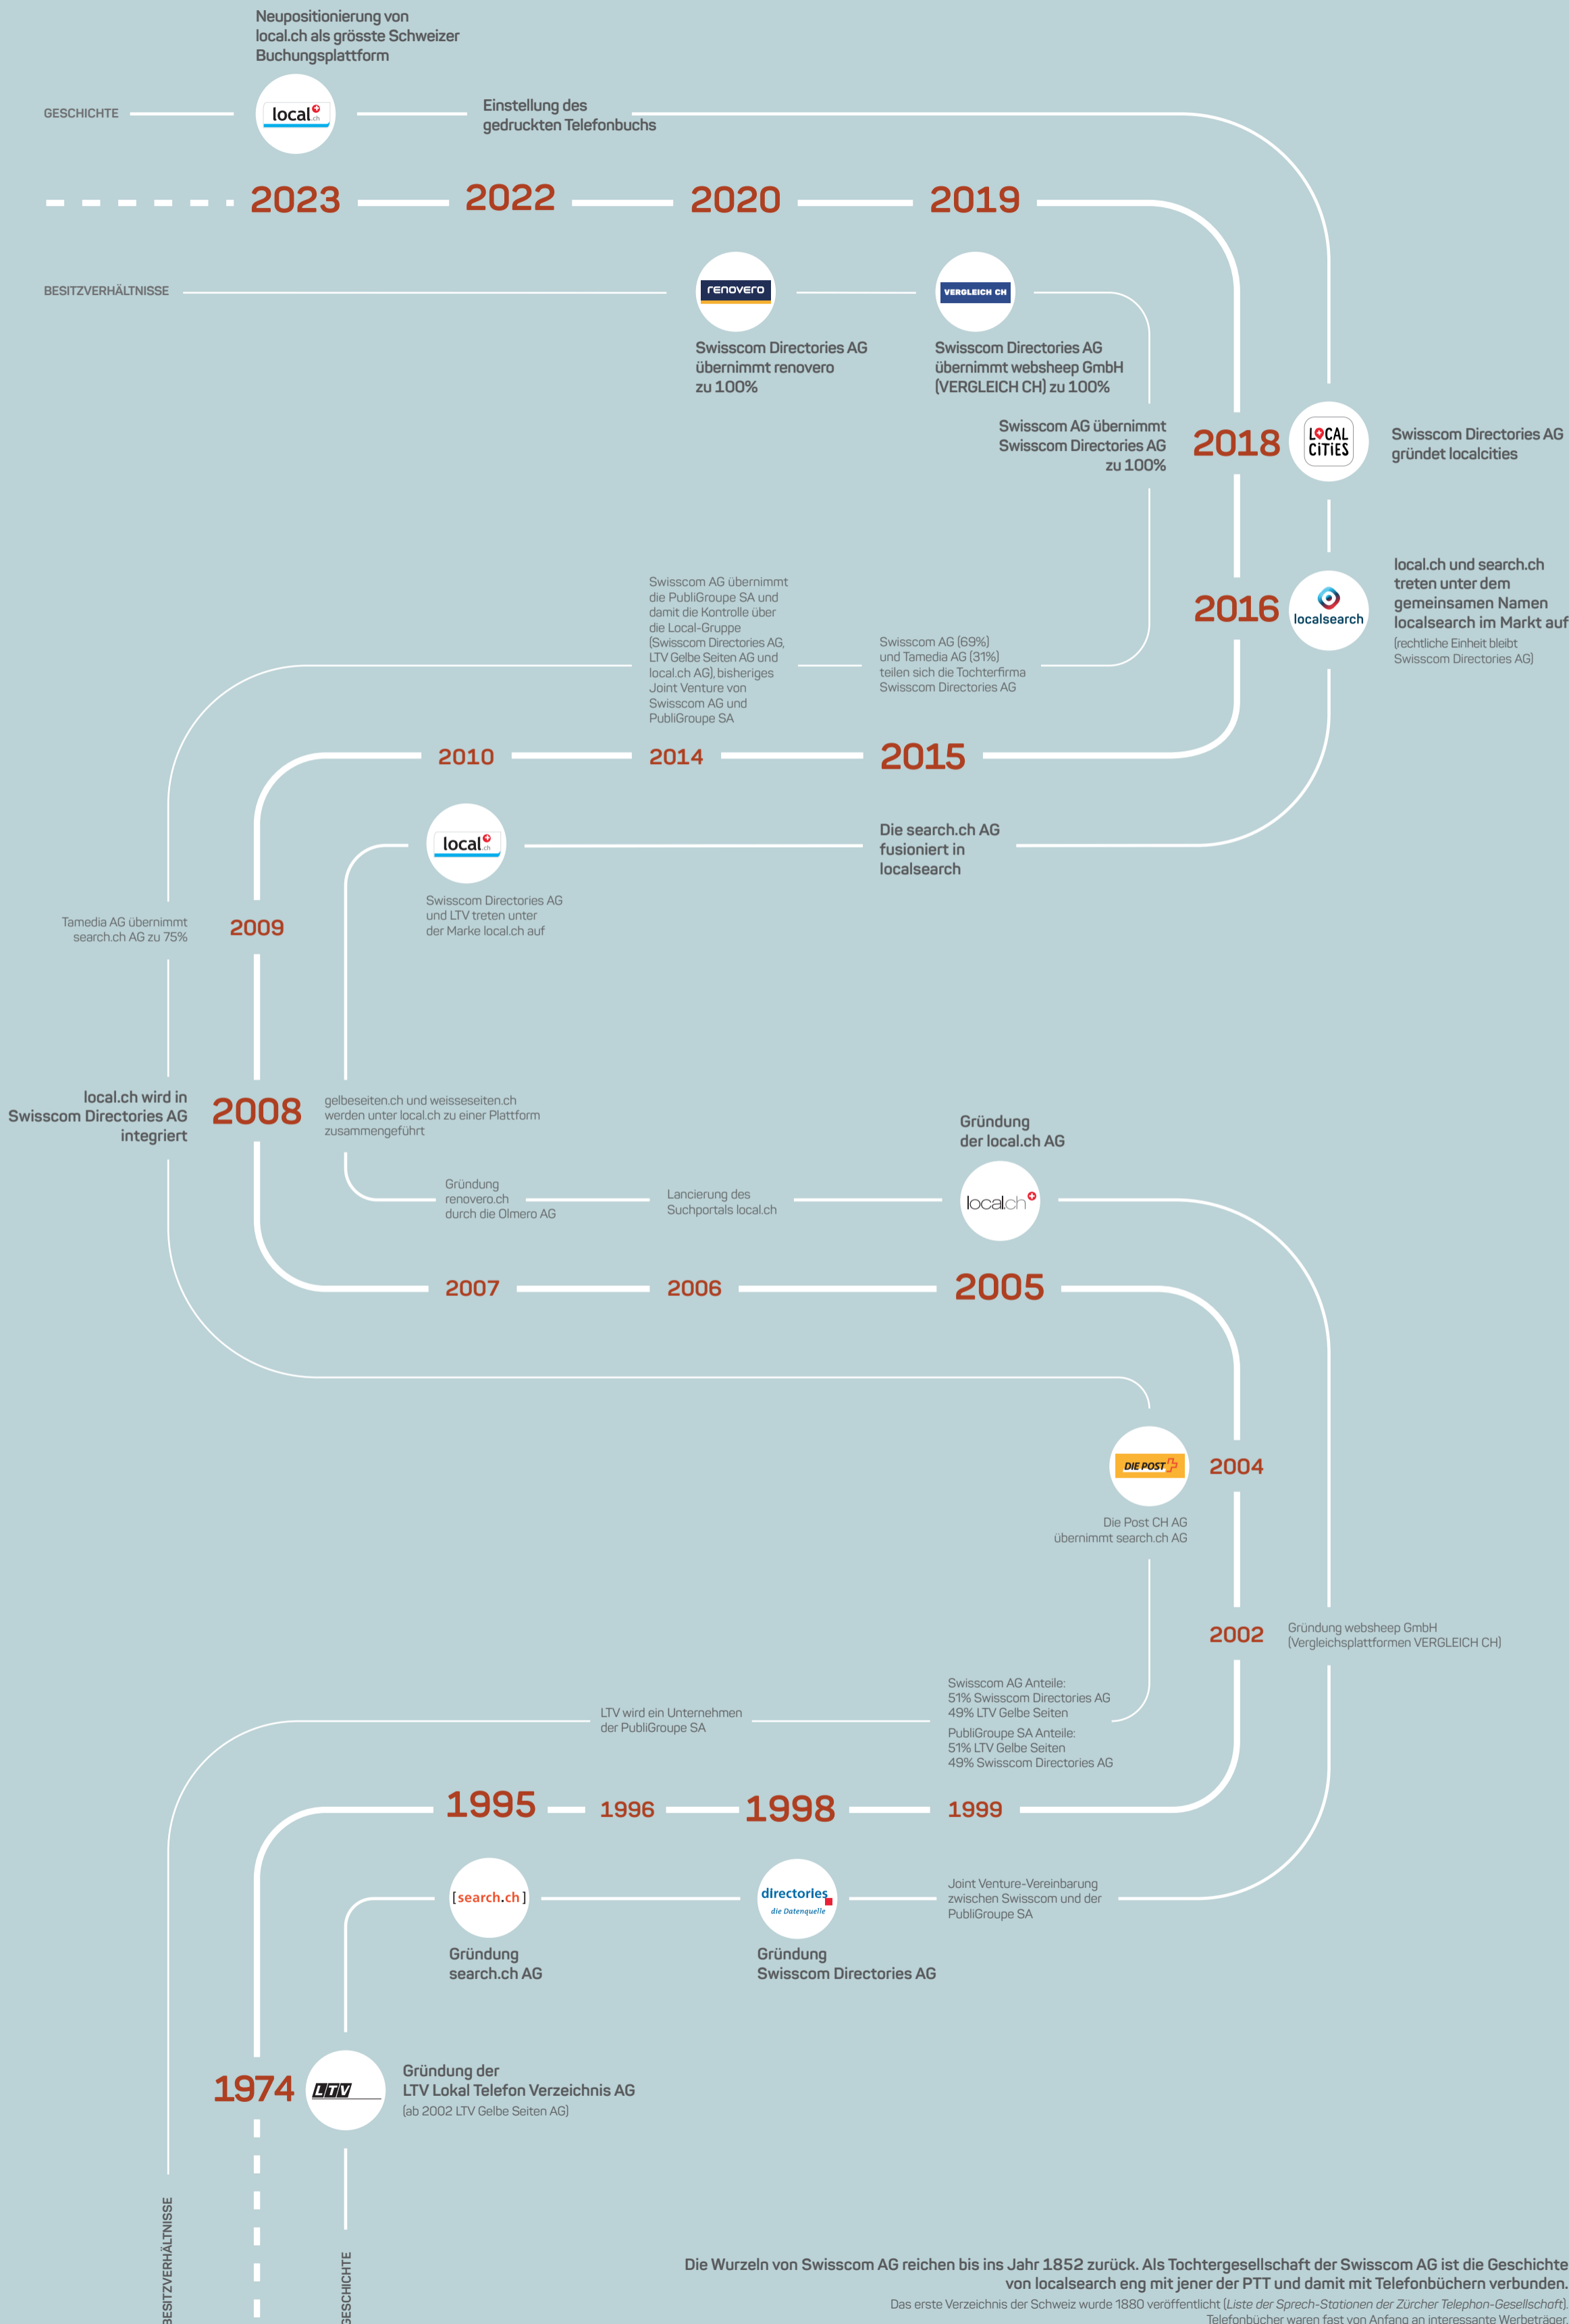 Neupositionierung von
local.ch als grösste Schweizer
Buchungsplattform
GESCHICHTE
local.ch
Einstellung des
gedruckten Telefonbuchs
2023
2022
2020
2019
BESITZVERHÄLTNISSE
renovero
VERGLEICH CH
Swisscom Directories AG
übernimmt renovero
zu 100%
Swisscom Directories AG
übernimmt websheep GmbH
(VERGLEICH CH) zu 100%
Swisscom AG übernimmt
Swisscom Directories AG
zu 100%
2018
LOCAL
CiTiES
Swisscom Directories AG
gründet localcities
2016
localsearch
local.ch und search.ch
treten unter dem
gemeinsamen Namen
localsearch im Markt auf
(rechtliche Einheit bleibt
Swisscom Directories AG)
Swisscom AG übernimmt
die PubliGroupe SA und
damit die Kontrolle über
die Local-Gruppe
(Swisscom Directories AG,
LTV Gelbe Seiten AG und
local.ch AG), bisheriges
Joint Venture von
Swisscom AG und
PubliGroupe SA
Swisscom AG (69%)
und Tamedia AG (31%)
teilen sich die Tochterfirma
Swisscom Directories AG
2010
2014
2015
local.ch
Swisscom Directories AG
und LTV treten unter
der Marke local.ch auf
Die search.ch AG
fusioniert in
localsearch
Tamedia AG übernimmt
search.ch AG zu 75%
2009
local.ch wird in
Swisscom Directories AG
integriert
2008
gelbeseiten.ch und weisseseiten.ch
werden unter local.ch zu einer Plattform
zusammengeführt
Gründung
renovero.ch
durch die Olmero AG
Lancierung des
Suchportals local.ch
Gründung
der local.ch AG
local.ch
2007
2006
2005
DIE POST
2004
Die Post CH AG
übernimmt search.ch AG
2002
Gründung websheep GmbH
(Vergleichsplattformen VERGLEICH CH)
LTV wird ein Unternehmen
der PubliGroupe SA
Swisscom AG Anteile:
51% Swisscom Directories AG
49% LTV Gelbe Seiten
PubliGroupe SA Anteile:
51% LTV Gelbe Seiten
49% Swisscom Directories AG
1995
1996
1998
1999
[search.ch]
Gründung
search.ch AG
directories
die Datenquelle
Gründung
Swisscom Directories AG
Joint Venture-Vereinbarung
zwischen Swisscom und der
PubliGroupe SA
1974
LTV
Gründung der
LTV Lokal Telefon Verzeichnis AG
(ab 2002 LTV Gelbe Seiten AG)
BESITZVERHÄLTNISSE
GESCHICHTE
Die Wurzeln von Swisscom AG reichen bis ins Jahr 1852 zurück. Als Tochtergesellschaft der Swisscom AG ist die Geschichte
von localsearch eng mit jener der PTT und damit mit Telefonbüchern verbunden.
Das erste Verzeichnis der Schweiz wurde 1880 veröffentlicht (Liste der Sprech-Stationen der Zürcher Telephon-Gesellschaft).
Telefonbücher waren fast von Anfang an interessante Werbeträger.